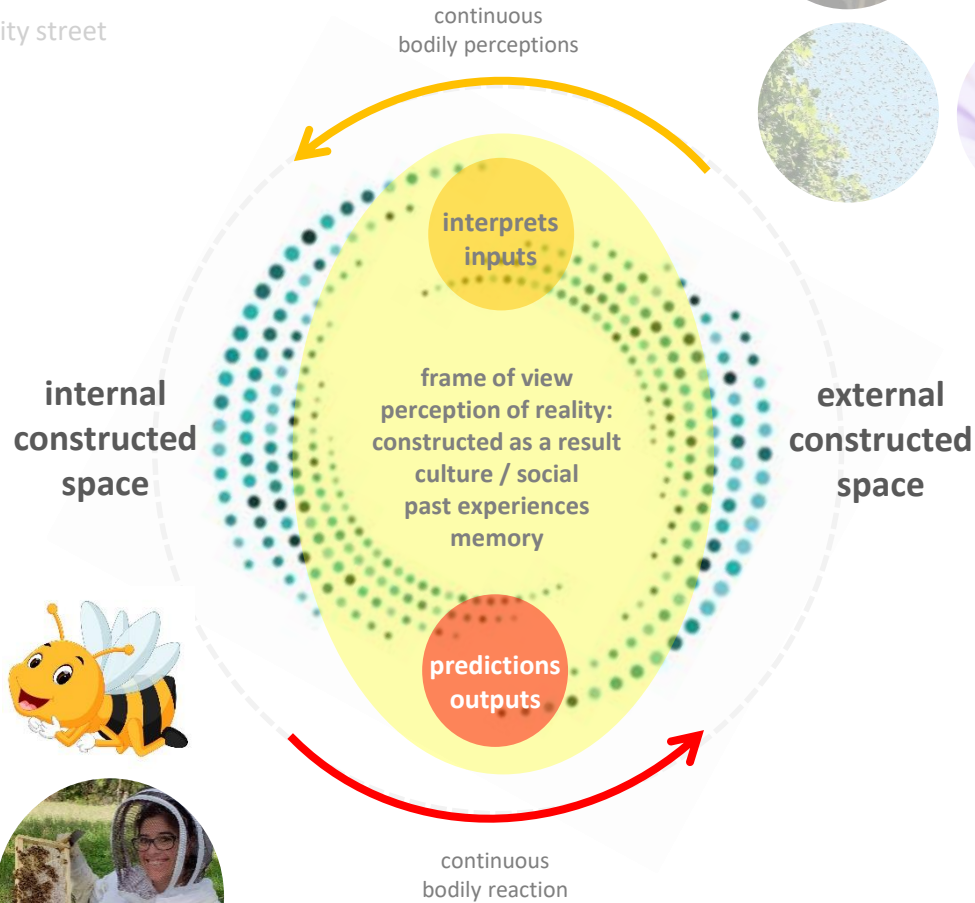 ity street
continuous
bodily perceptions
interprets
inputs
frame of view
perception of reality:
constructed as a result
culture / social
past experiences
memory
internal
constructed
space
external
constructed
space
predictions
outputs
continuous
bodily reaction